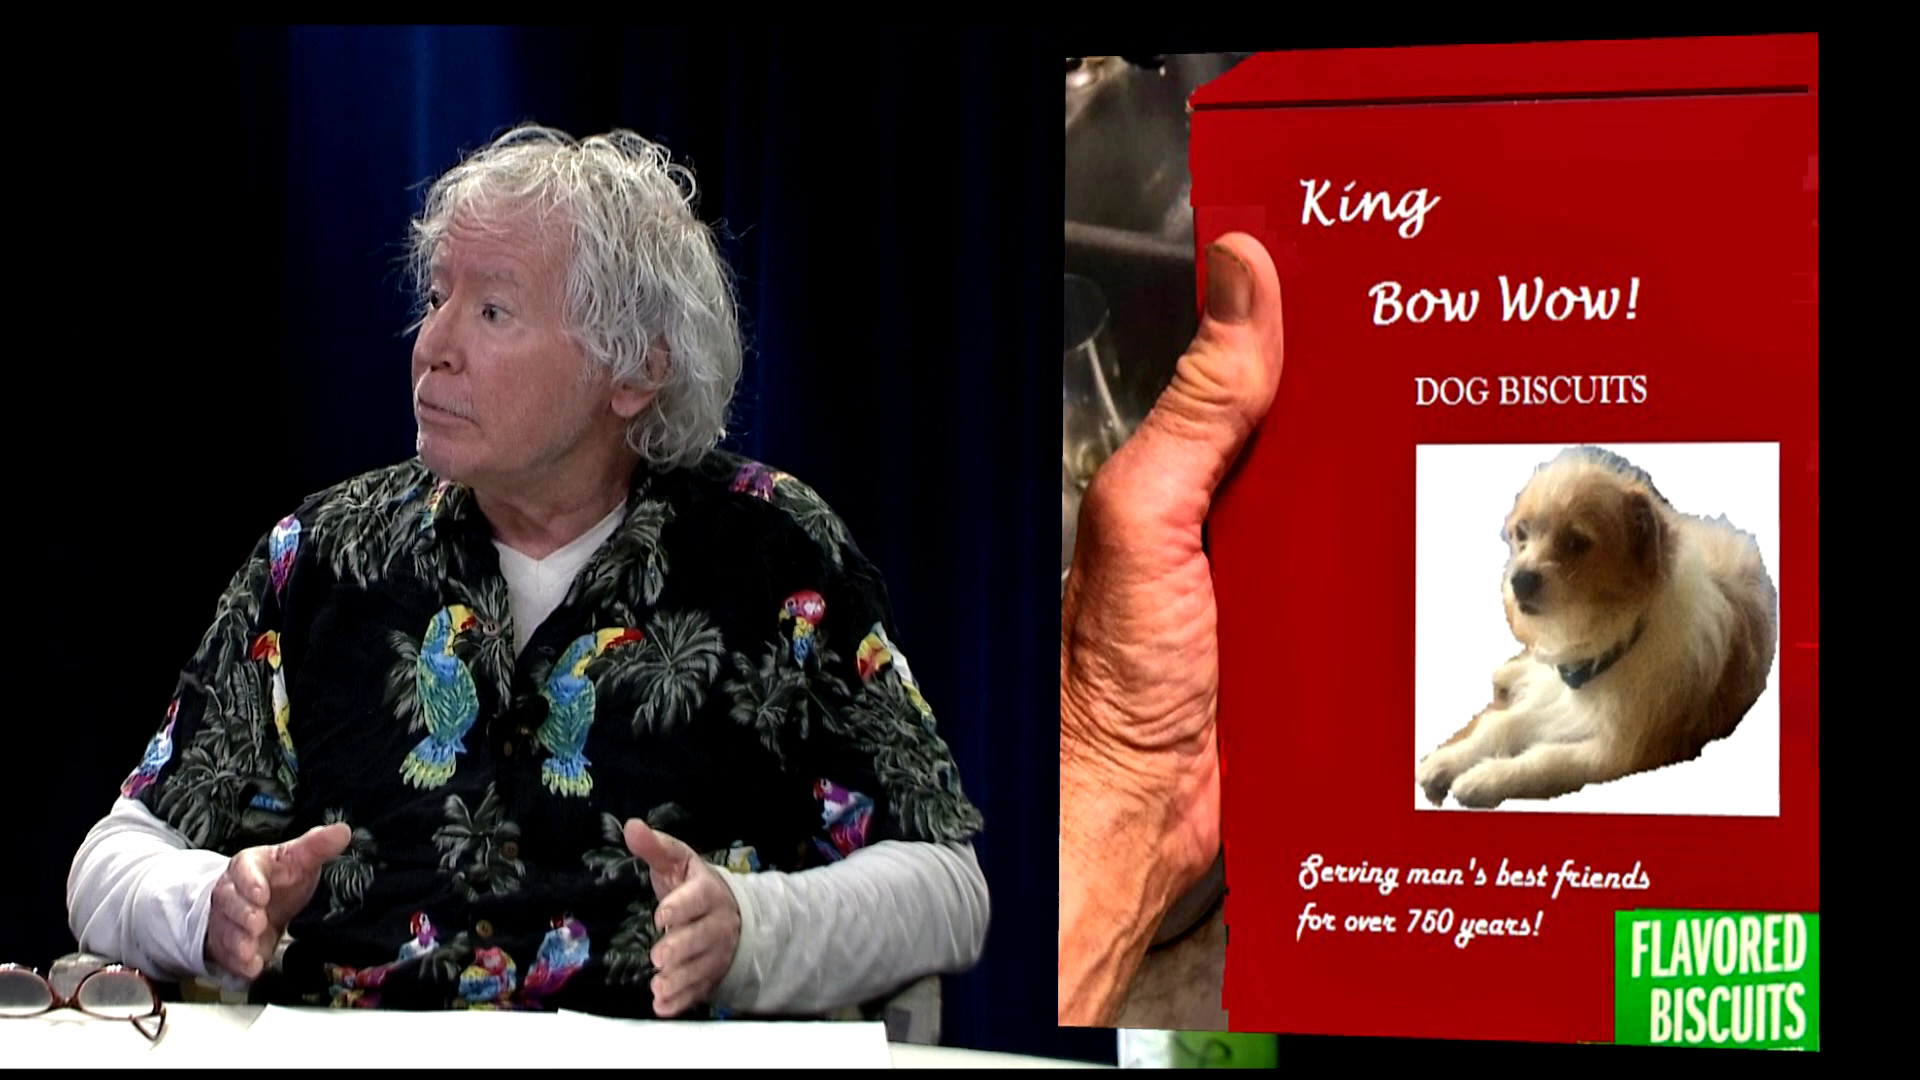 King
Bow Wow!
DOG BISCUITS
Serving man's best friends
for over 750 years!
FLAVORED
BISCUITS